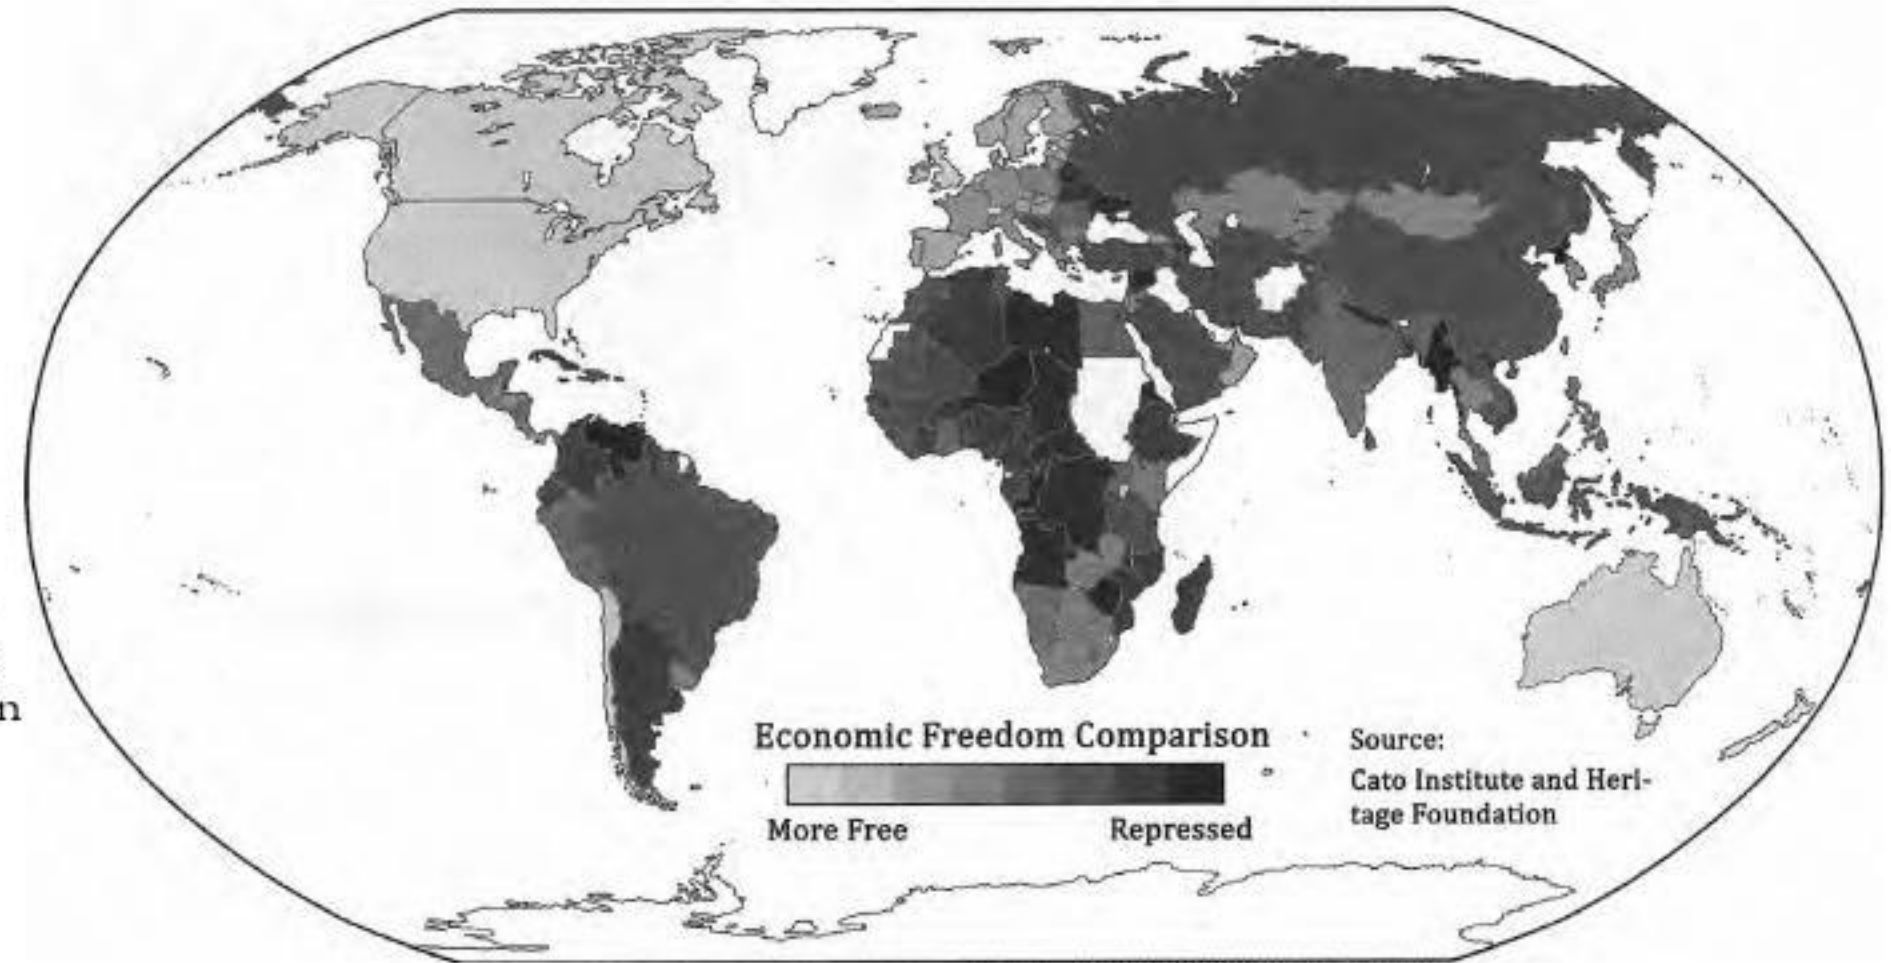 n
Economic Freedom Comparison
More Free
Repressed
Source:
Cato Institute and Heri-
tage Foundation